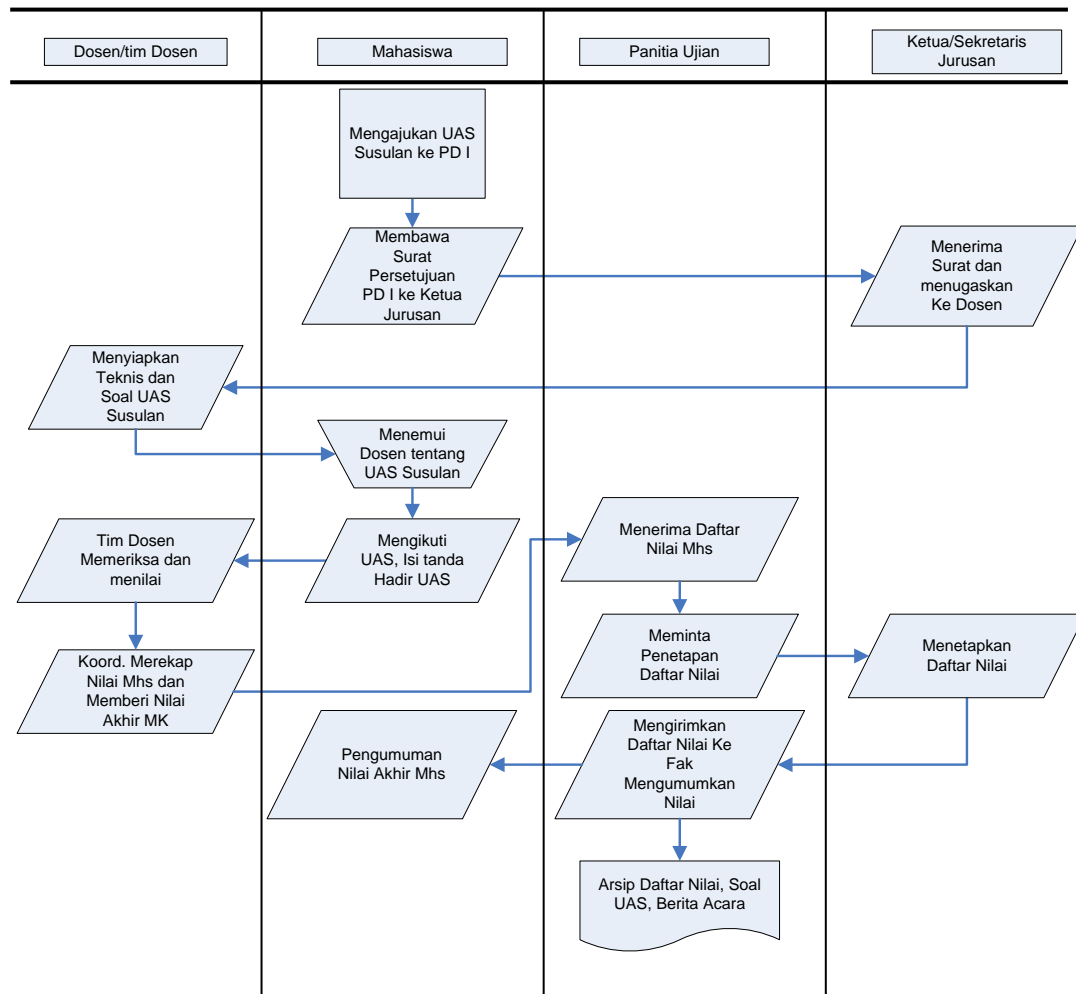 Dosen/tim Dosen
Mahasiswa
Panitia Ujian
Ketua/Sekretaris
Jurusan
Mengajukan UAS
Susulan ke PD I
Membawa
Surat
Persetujuan
PD I ke Ketua
Jurusan
Menerima
Surat dan
menugaskan
Ke Dosen
Menyiapkan
Teknis dan
Soal UAS
Susulan
Menemui
Dosen tentang
UAS Susulan
Mengikuti
UAS, Isi tanda
Hadir UAS
Tim Dosen
Memeriksa dan
menilai
Koord. Merekap
Nilai Mhs dan
Memberi Nilai
Akhir MK
Menerima Daftar
Nilai Mhs
Meminta
Penetapan
Daftar Nilai
Menetapkan
Daftar Nilai
Mengirimkan
Daftar Nilai Ke
Fak
Mengumumkan
Nilai
Pengumuman
Nilai Akhir Mhs
Arsip Daftar Nilai, Soal
UAS, Berita Acara